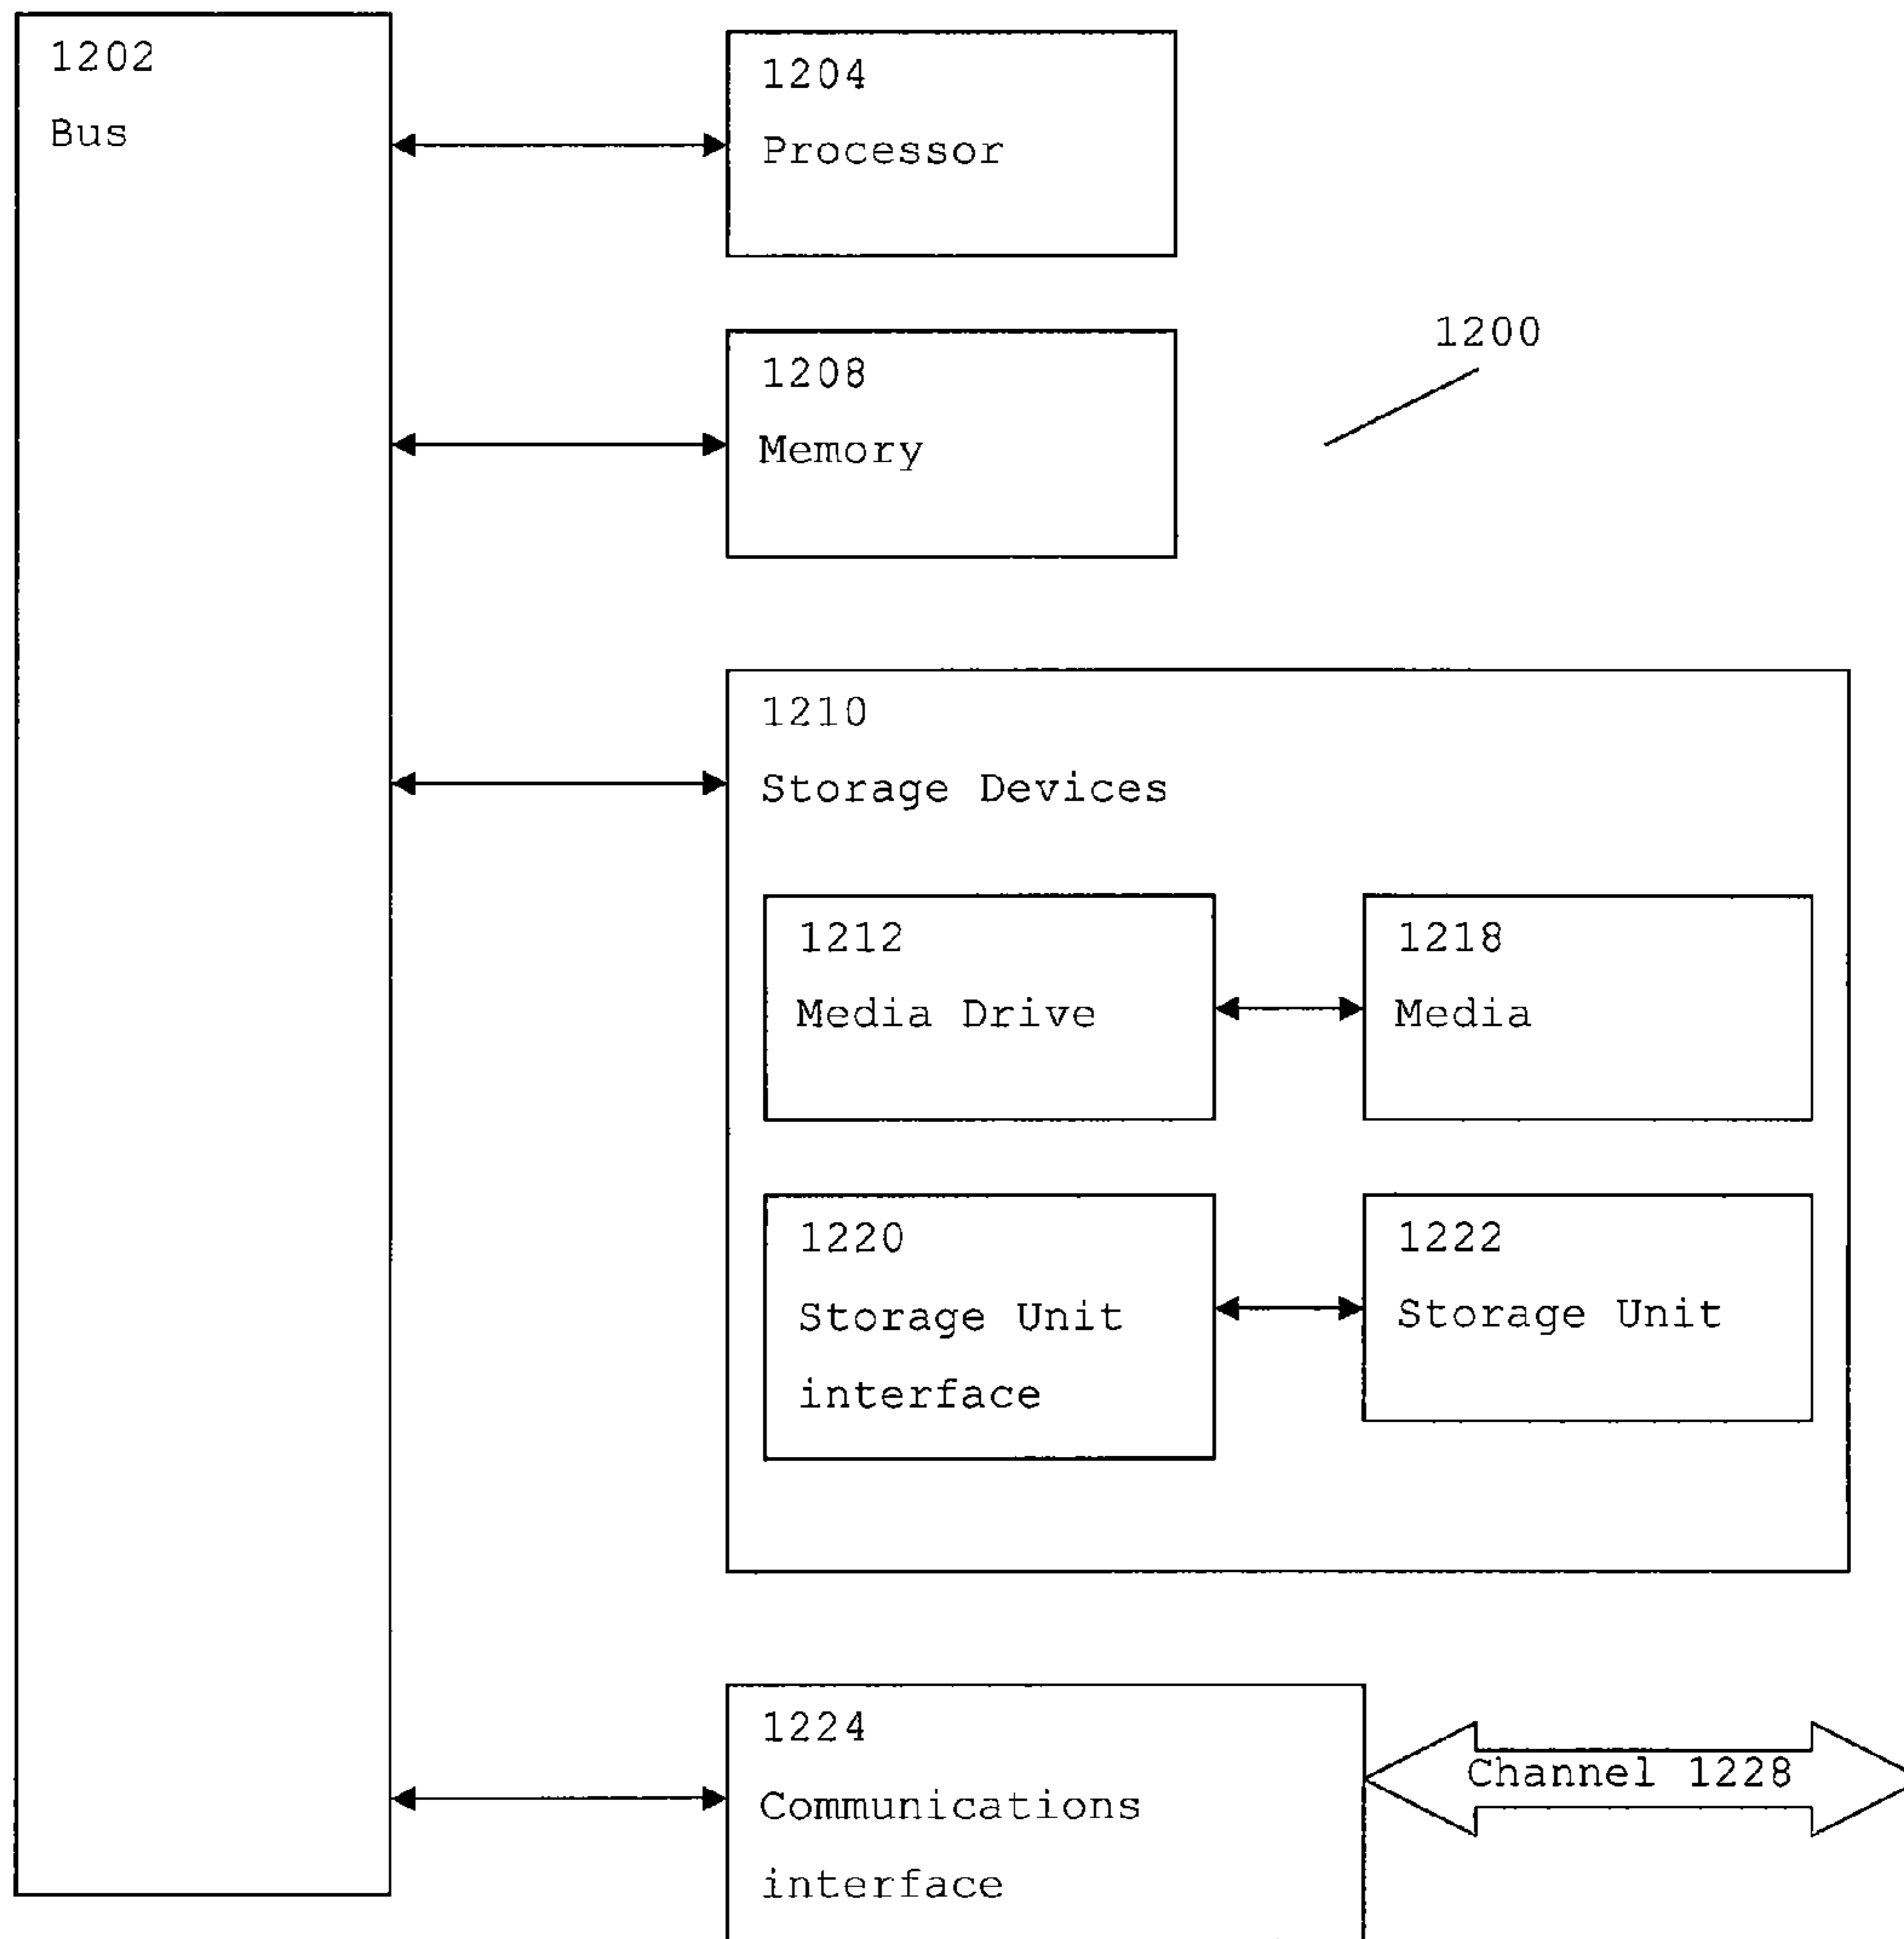 1202
Bus
1204
Processor
1200
1208
Memory
1210
Storage Devices
1212
Media Drive
1218
Media
1220
Storage Unit
interface
1222
Storage Unit
1224
Communications
interface
Channel 1228